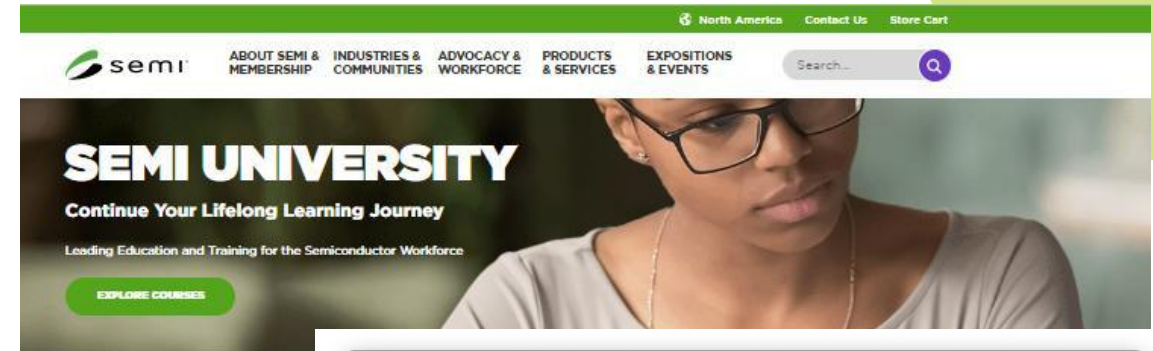 North America Contact Us Store Cart
semi
ABOUT SEMI & MEMBERSHIP
INDUSTRIES & COMMUNITIES
ADVOCACY & WORKFORCE
PRODUCTS & SERVICES
EXPOSITIONS & EVENTS
Search...
SEMI UNIVERSITY
Continue Your Lifelong Learning Journey
Leading Education and Training for the Semiconductor Workforce
EXPLORE COURSES